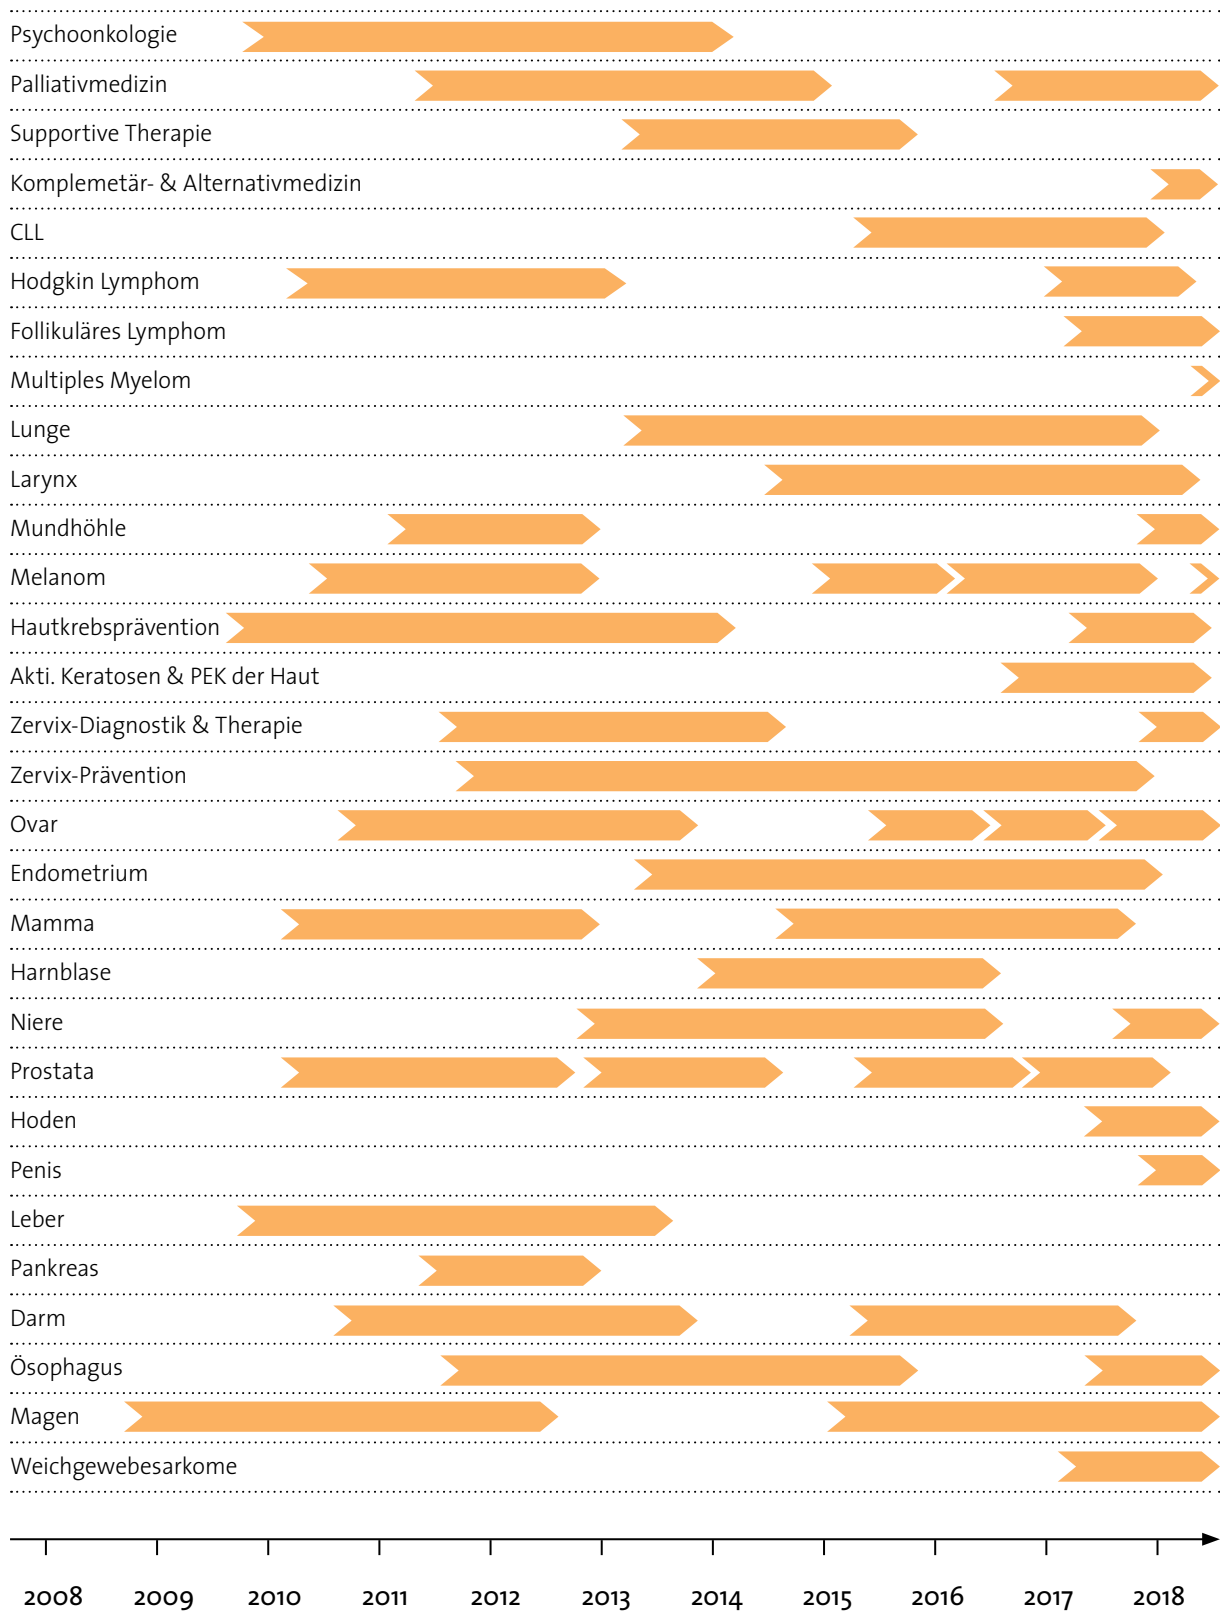 Psychoonkologie
Palliativmedizin
Supportive Therapie
Komplemetär- & Alternativmedizin
CLL
Hodgkin Lymphom
Follikuläres Lymphom
Multiples Myelom
Lunge
Larynx
Mundhöhle
Melanom
Hautkrebsprävention
Akti. Keratosen & PEK der Haut
Zervix-Diagnostik & Therapie
Zervix-Prävention
Ovar
Endometrium
Mamma
Harnblase
Niere
Prostata
Hoden
Penis
Leber
Pankreas
Darm
Ösophagus
Magen
Weichgewebesarkome
2008 2009 2010 2011 2012 2013 2014 2015 2016 2017 2018